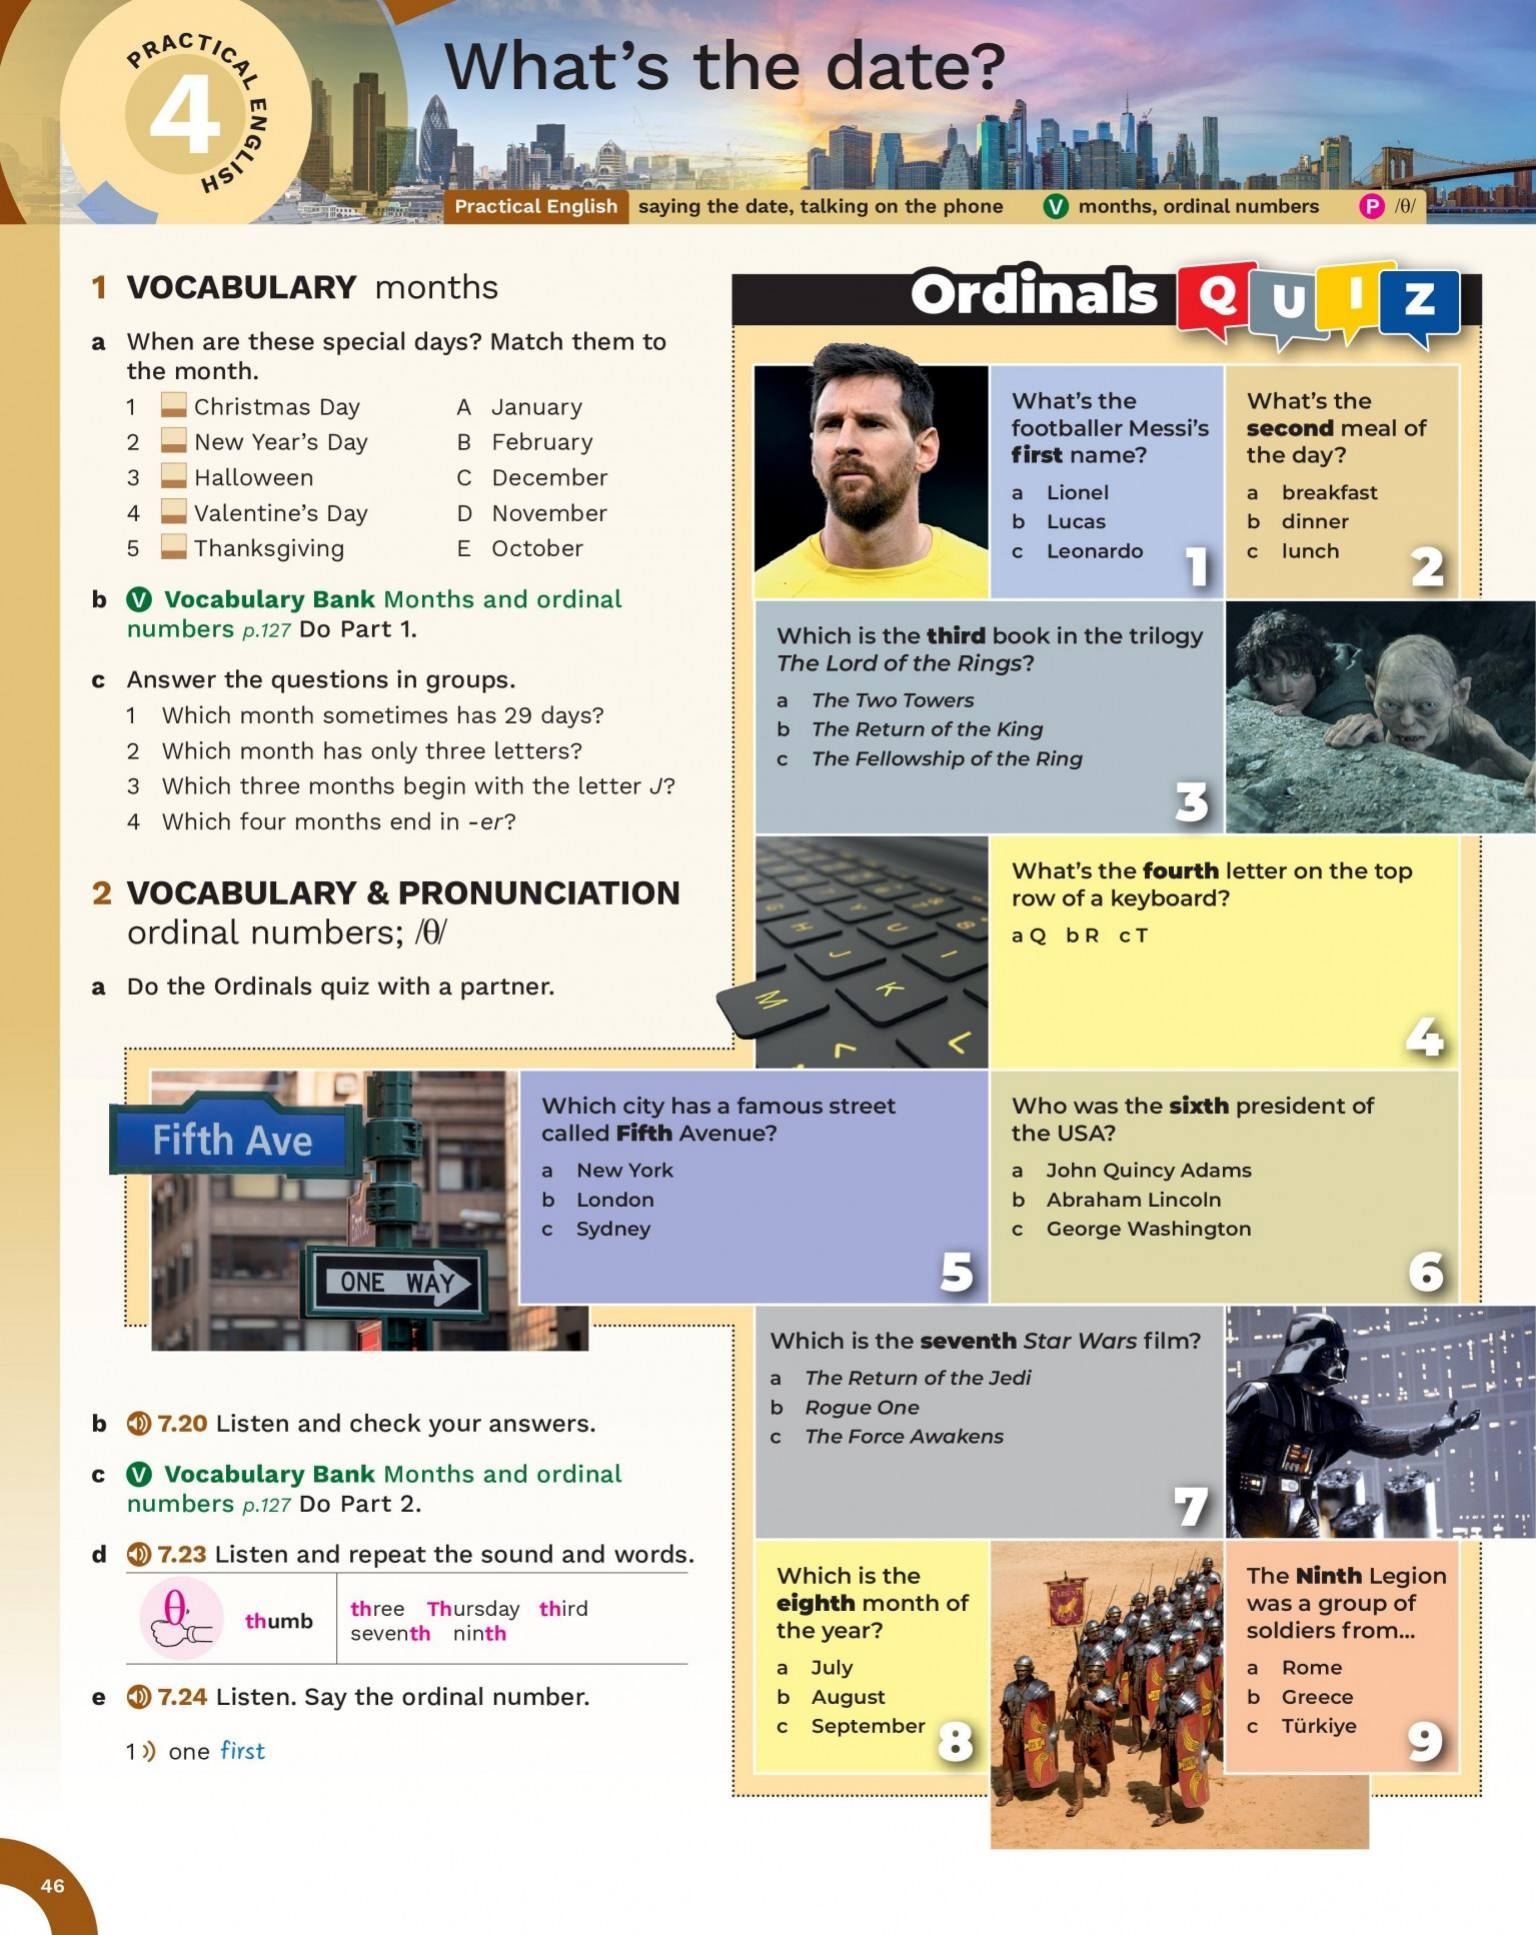 PRACTICAL ENGLISH
4
What's the date?
Practical English saying the date, talking on the phone V months, ordinal numbers P /θ/
1 VOCABULARY months
a When are these special days? Match them to
the month.
1 Christmas Day A January
2 New Year's Day B February
3 Halloween C December
4 Valentine's Day D November
5 Thanksgiving E October
b V Vocabulary Bank Months and ordinal
numbers p.127 Do Part 1.
c Answer the questions in groups.
1 Which month sometimes has 29 days?
2 Which month has only three letters?
3 Which three months begin with the letter J?
4 Which four months end in -er?
2 VOCABULARY & PRONUNCIATION
ordinal numbers; /θ/
a Do the Ordinals quiz with a partner.
Ordinals QUIZ
What's the
footballer Messi's
first name?
a Lionel
b Lucas
c Leonardo
1
What's the
second meal of
the day?
a breakfast
b dinner
c lunch
2
Which is the third book in the trilogy
The Lord of the Rings?
a The Two Towers
b The Return of the King
c The Fellowship of the Ring
3
H
U
J
I
M
K
L
What's the fourth letter on the top
row of a keyboard?
a Q b R c T
4
Fifth Ave
ONE WAY
Which city has a famous street
called Fifth Avenue?
a New York
b London
c Sydney
5
Who was the sixth president of
the USA?
a John Quincy Adams
b Abraham Lincoln
c George Washington
6
Which is the seventh Star Wars film?
a The Return of the Jedi
b Rogue One
c The Force Awakens
7
Which is the
eighth month of
the year?
a July
b August
c September
8
The Ninth Legion
was a group of
soldiers from...
a Rome
b Greece
c Türkiye
9
b 7.20 Listen and check your answers.
c V Vocabulary Bank Months and ordinal
numbers p.127 Do Part 2.
d 7.23 Listen and repeat the sound and words.
θ
thumb
three Thursday third
seventh ninth
e 7.24 Listen. Say the ordinal number.
1 one first
46